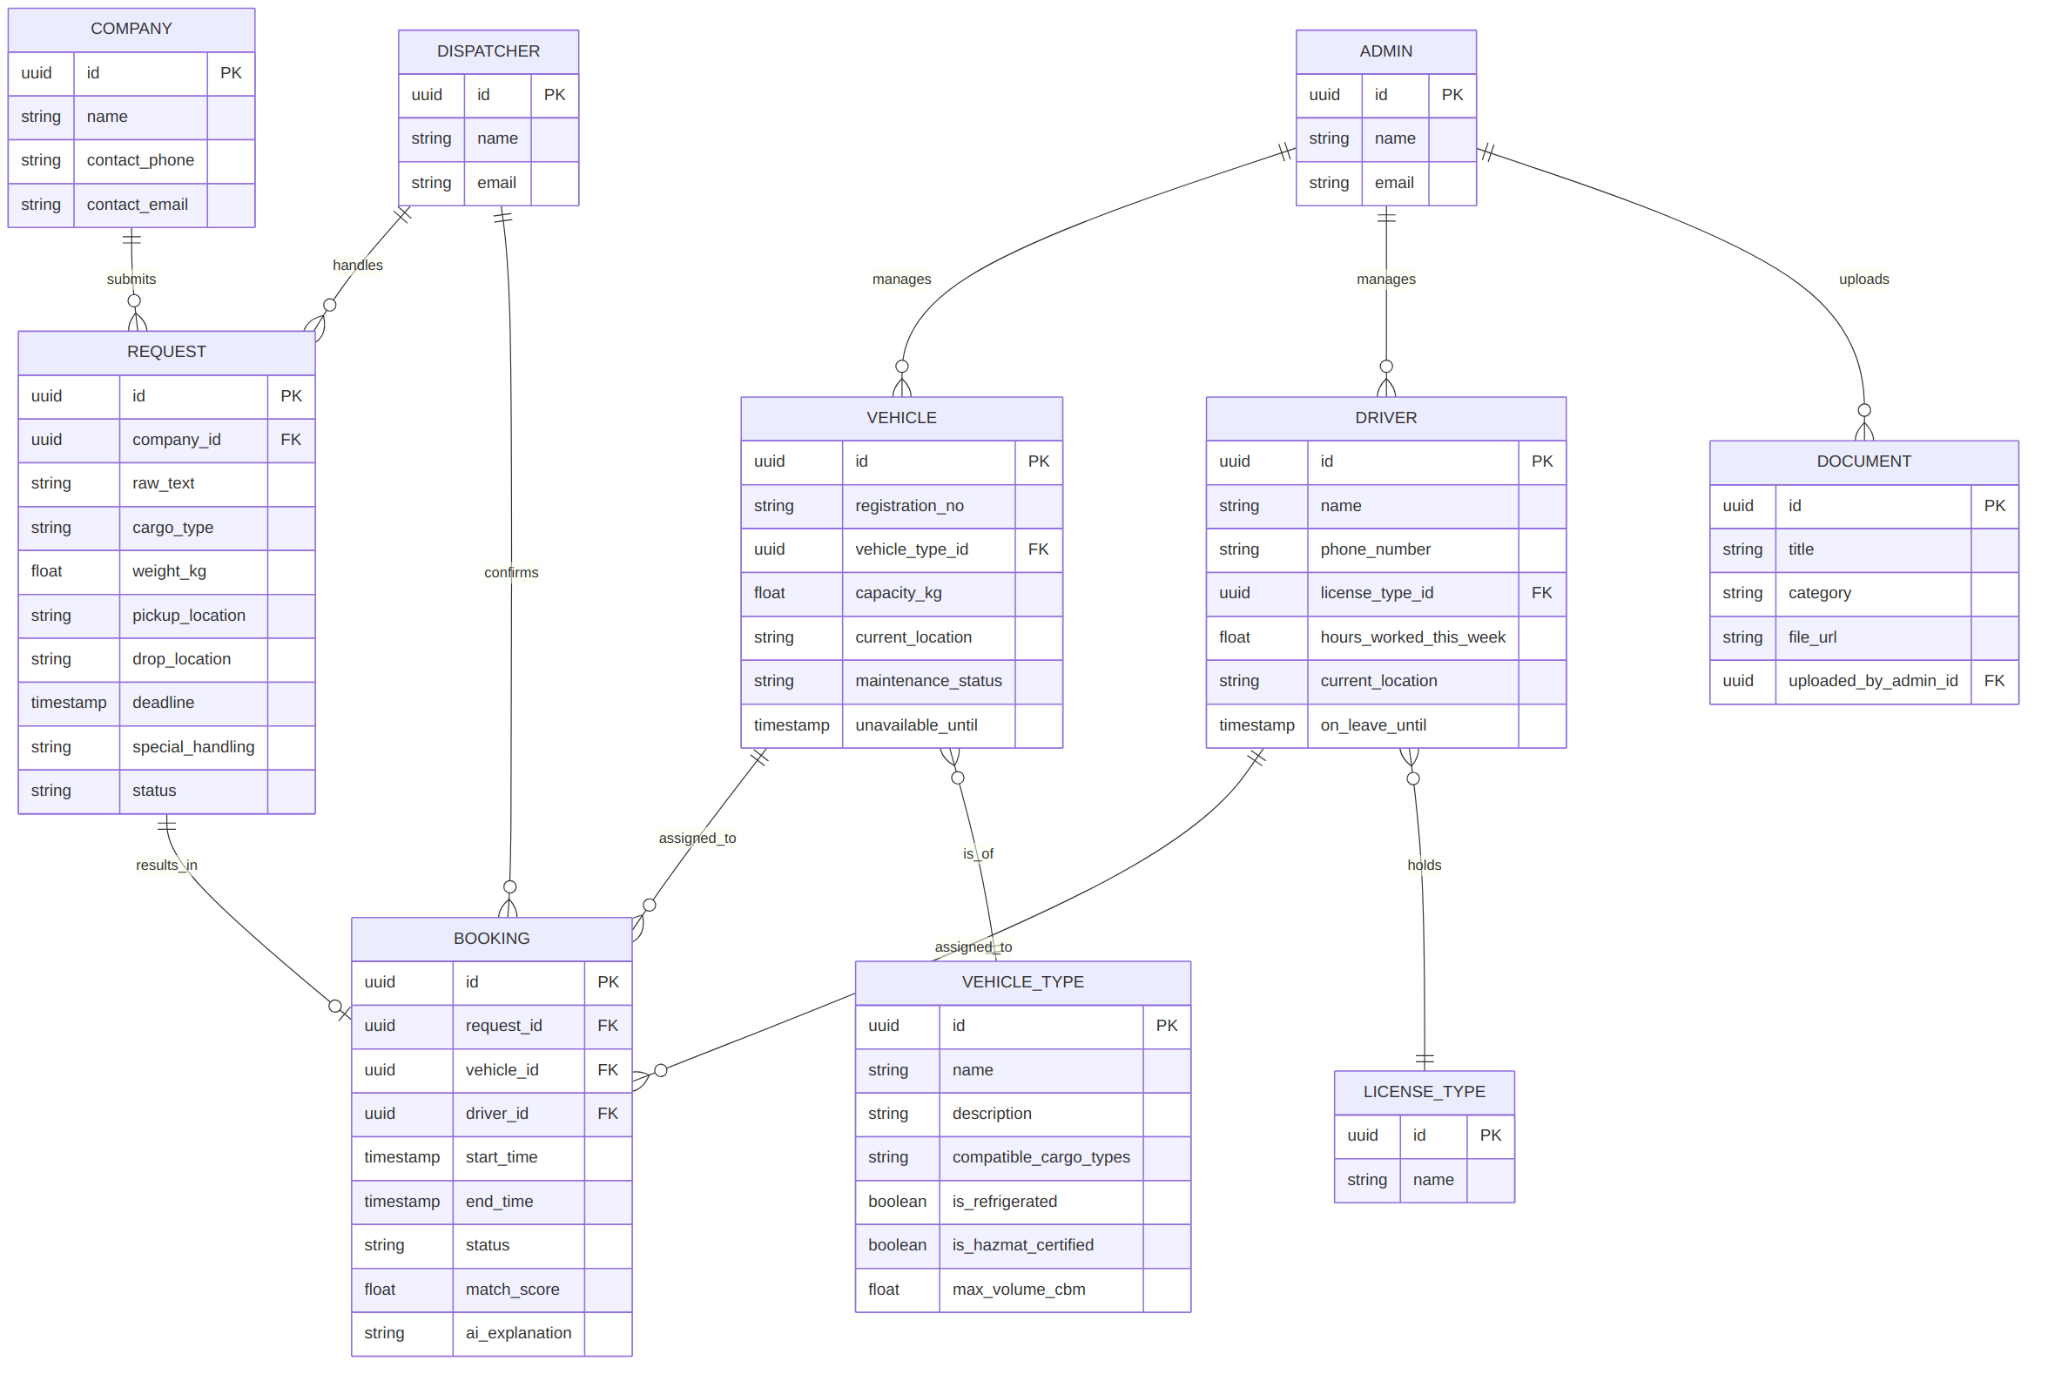 COMPANY
uuid id PK
string name
string contact_phone
string contact_email
DISPATCHER
uuid id PK
string name
string email
ADMIN
uuid id PK
string name
string email
submits
handles
manages
manages
uploads
REQUEST
uuid id PK
uuid company_id FK
string raw_text
string cargo_type
float weight_kg
string pickup_location
string drop_location
timestamp deadline
string special_handling
string status
confirms
VEHICLE
uuid id PK
string registration_no
uuid vehicle_type_id FK
float capacity_kg
string current_location
string maintenance_status
timestamp unavailable_until
DRIVER
uuid id PK
string name
string phone_number
uuid license_type_id FK
float hours_worked_this_week
string current_location
timestamp on_leave_until
DOCUMENT
uuid id PK
string title
string category
string file_url
uuid uploaded_by_admin_id FK
results_in
assigned_to
is_of
holds
assigned_to
BOOKING
uuid id PK
uuid request_id FK
uuid vehicle_id FK
uuid driver_id FK
timestamp start_time
timestamp end_time
string status
float match_score
string ai_explanation
VEHICLE_TYPE
uuid id PK
string name
string description
string compatible_cargo_types
boolean is_refrigerated
boolean is_hazmat_certified
float max_volume_cbm
LICENSE_TYPE
uuid id PK
string name